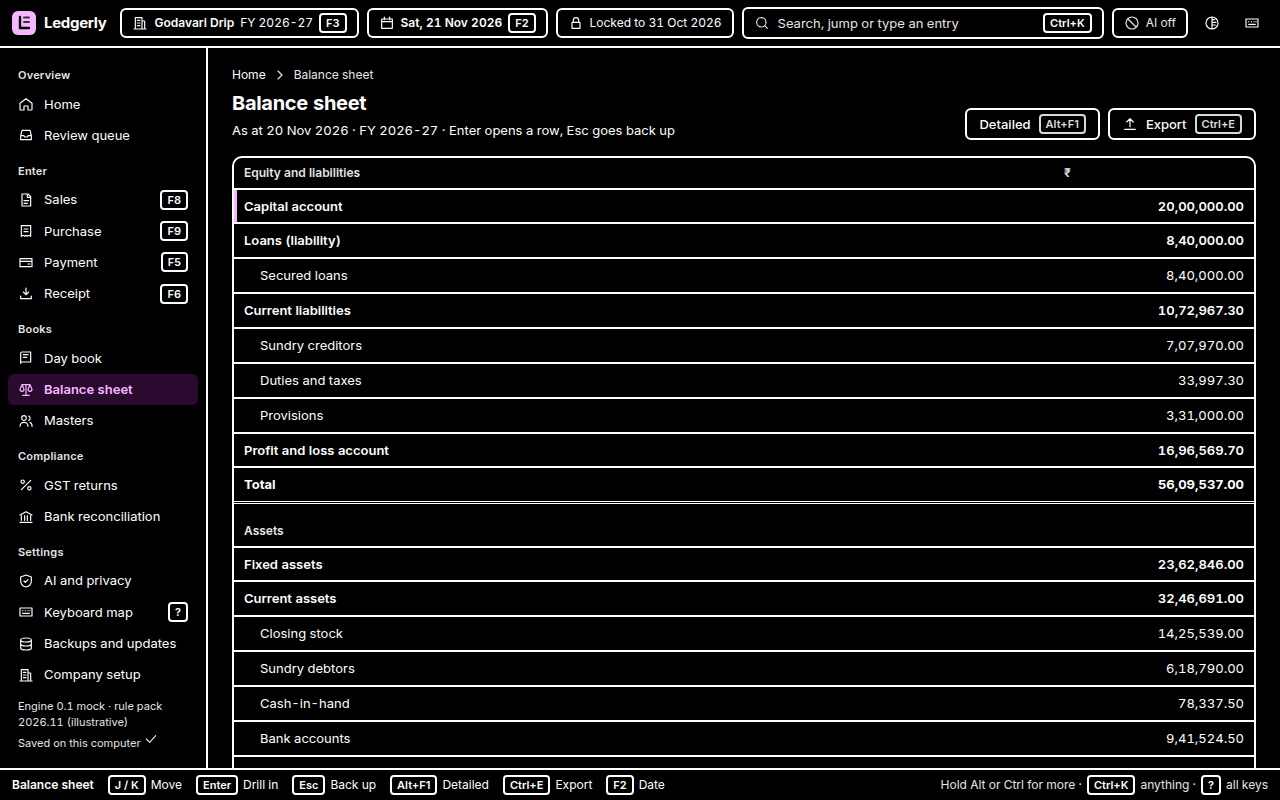 Ledgerly
Godavari Drip FY 2026-27 F3
Sat, 21 Nov 2026 F2
Locked to 31 Oct 2026
Search, jump or type an entry Ctrl+K
AI off
Overview
Home
Review queue
Enter
Sales F8
Purchase F9
Payment F5
Receipt F6
Books
Day book
Balance sheet
Masters
Compliance
GST returns
Bank reconciliation
Settings
AI and privacy
Keyboard map ?
Backups and updates
Company setup
Engine 0.1 mock · rule pack
2026.11 (illustrative)
Saved on this computer
Home > Balance sheet
Balance sheet
As at 20 Nov 2026 · FY 2026-27 · Enter opens a row, Esc goes back up
Detailed Alt+F1
Export Ctrl+E
Equity and liabilities ₹
Capital account 20,00,000.00
Loans (liability) 8,40,000.00
Secured loans 8,40,000.00
Current liabilities 10,72,967.30
Sundry creditors 7,07,970.00
Duties and taxes 33,997.30
Provisions 3,31,000.00
Profit and loss account 16,96,569.70
Total 56,09,537.00
Assets
Fixed assets 23,62,846.00
Current assets 32,46,691.00
Closing stock 14,25,539.00
Sundry debtors 6,18,790.00
Cash-in-hand 78,337.50
Bank accounts 9,41,524.50
Balance sheet J / K Move Enter Drill in Esc Back up Alt+F1 Detailed Ctrl+E Export F2 Date
Hold Alt or Ctrl for more · Ctrl+K anything · ? all keys